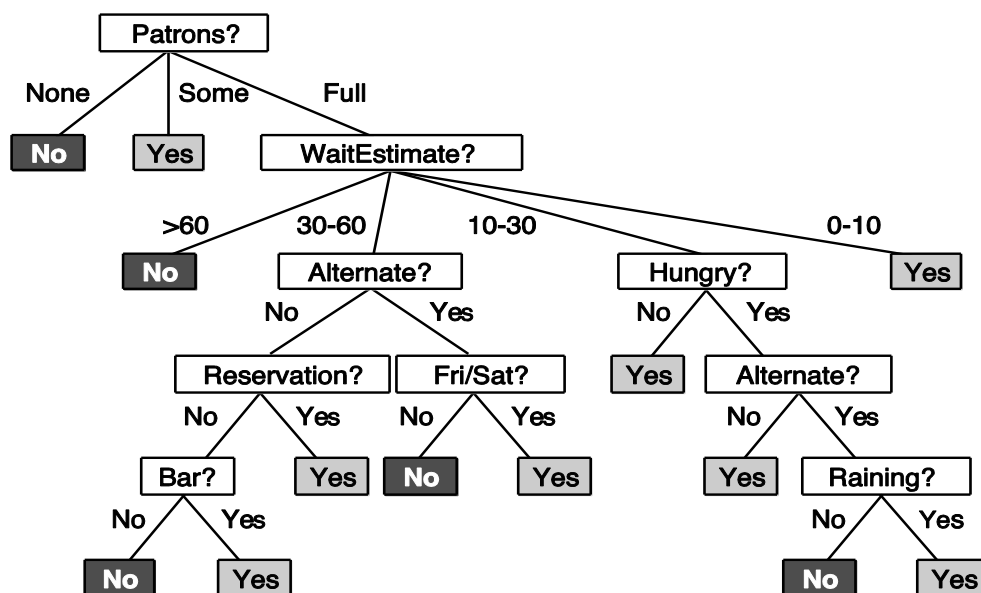 Patrons?
None Some Full
No Yes WaitEstimate?
>60 30-60 10-30 0-10
No Alternate? Hungry? Yes
No Yes No Yes
Reservation? Fri/Sat? Yes Alternate?
No Yes No Yes No Yes
Bar? Yes No Yes Yes Raining?
No Yes No Yes
No Yes No Yes